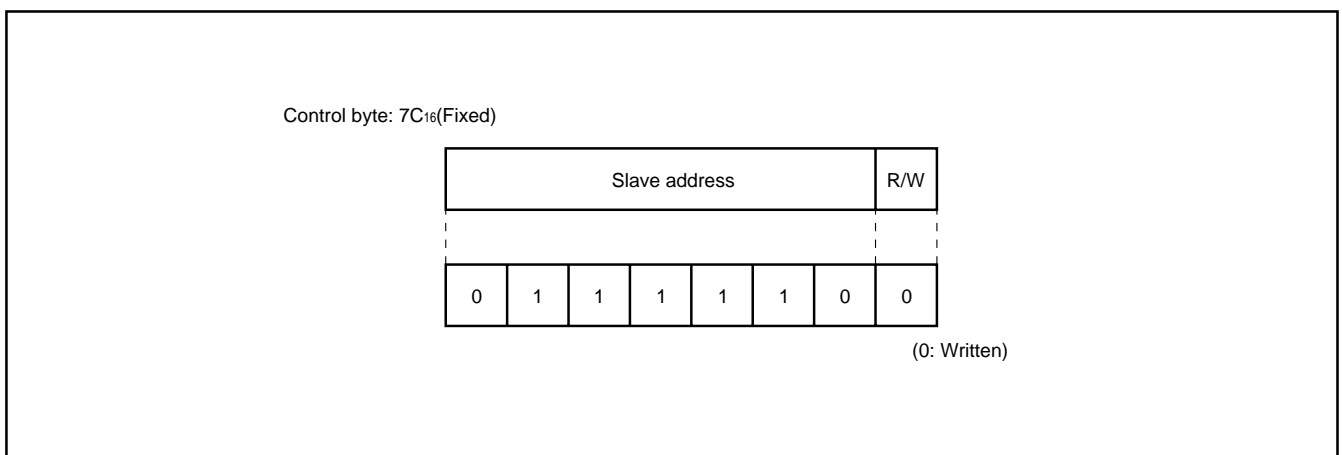 Control byte: 7C16(Fixed)
Slave address R/W
0 1 1 1 1 1 0 0
(0: Written)